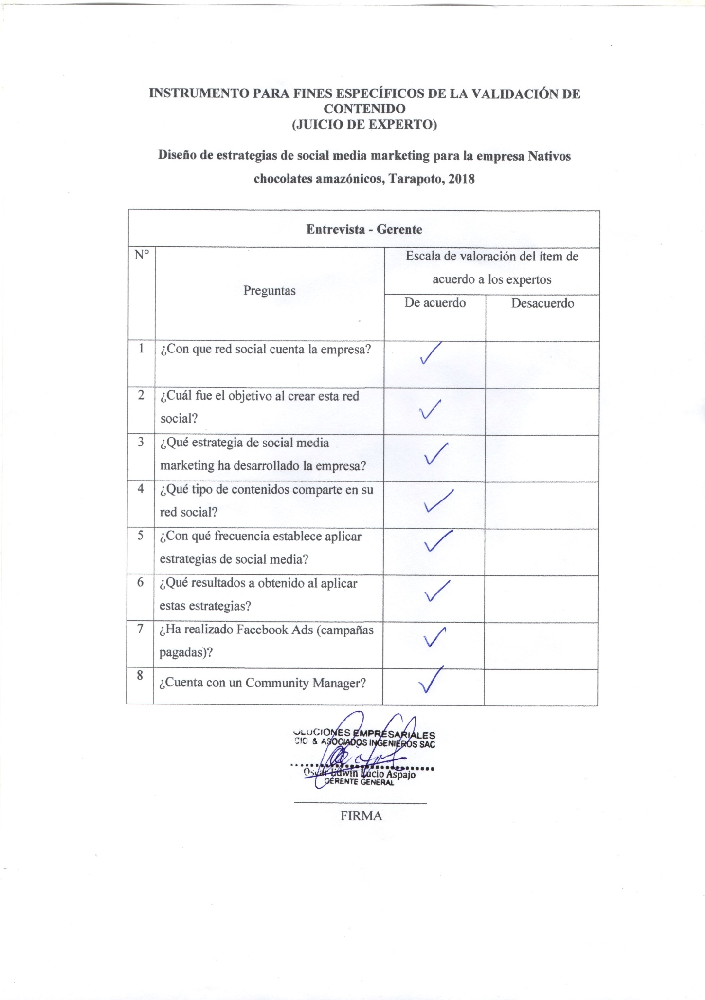 INSTRUMENTO PARA FINES ESPECÍFICOS DE LA VALIDACIÓN DE
CONTENIDO
(JUICIO DE EXPERTO)
Diseño de estrategias de social media marketing para la empresa Nativos
chocolates amazónicos, Tarapoto, 2018
Entrevista - Gerente
N°
Preguntas
Escala de valoración del ítem de
acuerdo a los expertos
De acuerdo
Desacuerdo
1
¿Con que red social cuenta la empresa?
2
¿Cuál fue el objetivo al crear esta red
social?
3
¿Qué estrategia de social media
marketing ha desarrollado la empresa?
4
¿Qué tipo de contenidos comparte en su
red social?
5
¿Con qué frecuencia establece aplicar
estrategias de social media?
6
¿Qué resultados a obtenido al aplicar
estas estrategias?
7
¿Ha realizado Facebook Ads (campañas
pagadas)?
8
¿Cuenta con un Community Manager?
OLUCIONES EMPRESARIALES
CIO & ASOCIADOS INGENIEROS SAC
Oscar Edwin Lucio Aspajo
GERENTE GENERAL
FIRMA